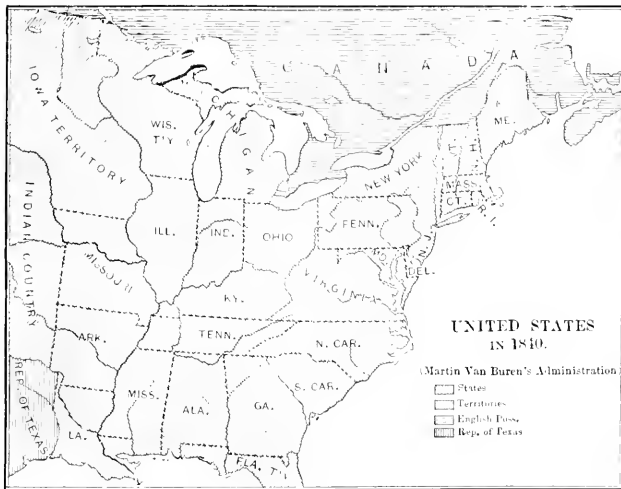 CANADA
IOWA TERRITORY
WIS.
T'Y
MICHIGAN
ME.
NEW YORK
MASS.
CT.
R.I.
INDIAN COUNTRY
ILL.
IND.
OHIO
PENN.
N.J.
MD.
DEL.
MISSOURI
VIRGINIA
KY.
ARK.
TENN.
N. CAR.
S. CAR.
REP. OF TEXAS
MISS.
ALA.
GA.
LA.
FLA. T'Y
UNITED STATES
IN 1840.
(Martin Van Buren's Administration)
States
Territories
English Poss.
Rep. of Texas